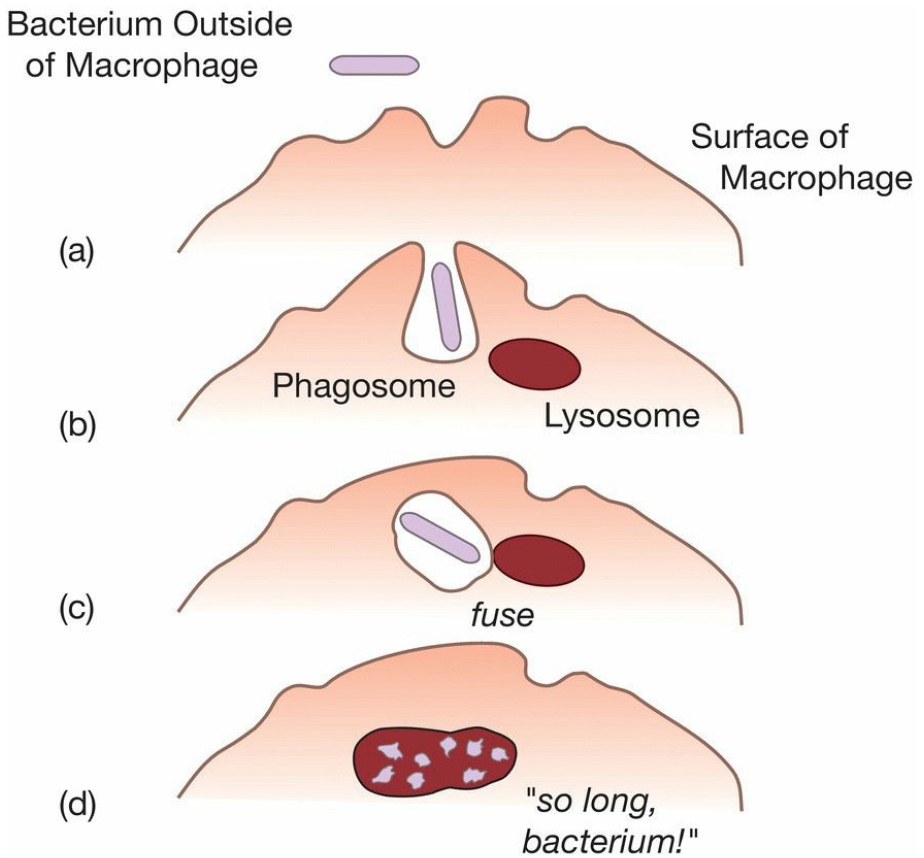 Bacterium Outside
of Macrophage
Surface of
Macrophage
(a)
Phagosome
Lysosome
(b)
fuse
(c)
"so long,
bacterium!"
(d)